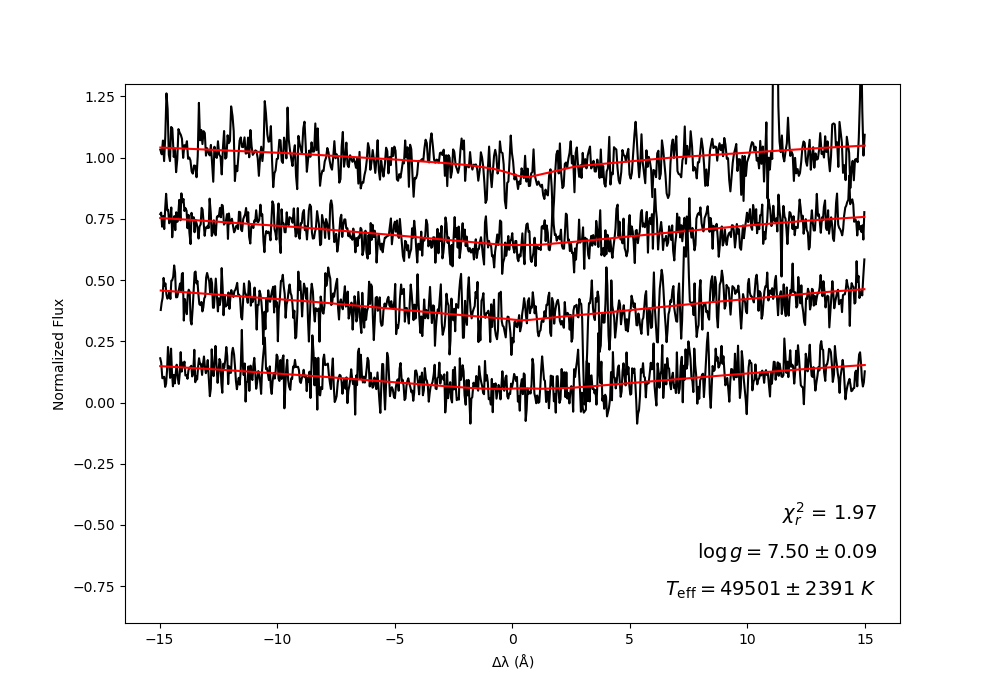 1.25
1.00
0.75
0.50
0.25
0.00
−0.25
−0.50
−0.75
Normalized Flux
χ²ᵣ = 1.97
log g = 7.50 ± 0.09
T_eff = 49501 ± 2391 K
−15 −10 −5 0 5 10 15
Δλ (Å)